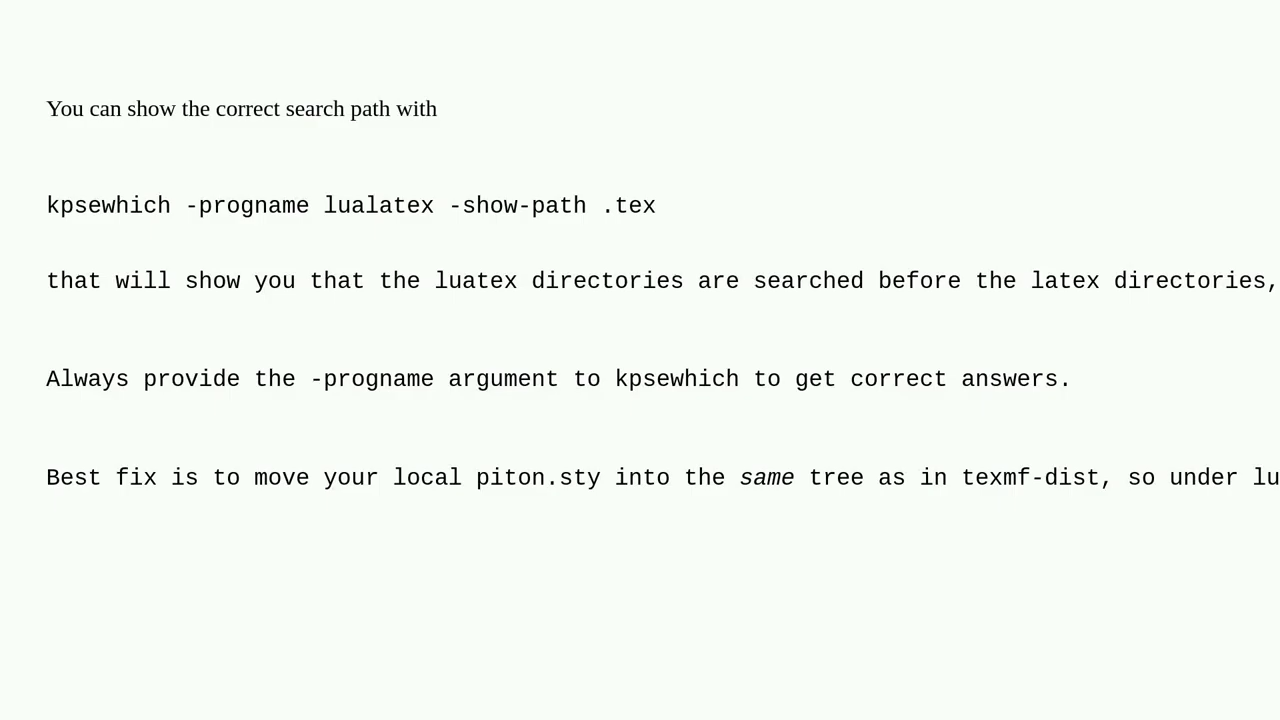 You can show the correct search path with
kpsewhich -progname lualatex -show-path .tex
that will show you that the luatex directories are searched before the latex directories,
Always provide the -progname argument to kpsewhich to get correct answers.
Best fix is to move your local piton.sty into the same tree as in texmf-dist, so under